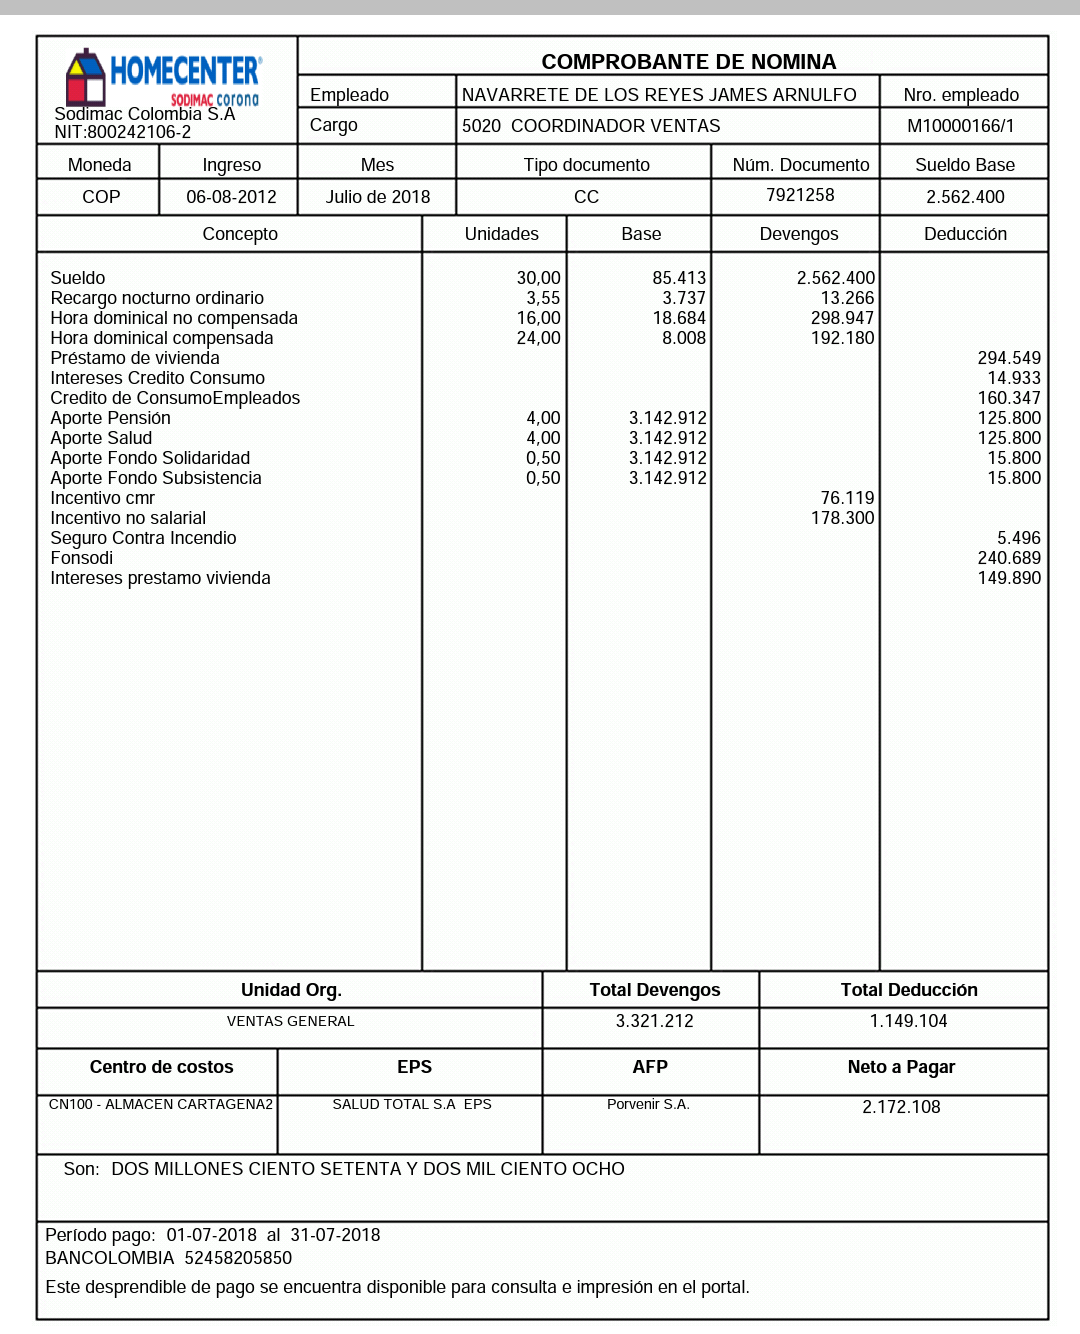 HOMECENTER
SODIMAC corona
Sodimac Colombia S.A
NIT:800242106-2
COMPROBANTE DE NOMINA
Empleado NAVARRETE DE LOS REYES JAMES ARNULFO Nro. empleado
Cargo 5020 COORDINADOR VENTAS M10000166/1
Moneda Ingreso Mes Tipo documento Núm. Documento Sueldo Base
COP 06-08-2012 Julio de 2018 CC 7921258 2.562.400
Concepto Unidades Base Devengos Deducción
Sueldo 30,00 85.413 2.562.400
Recargo nocturno ordinario 3,55 3.737 13.266
Hora dominical no compensada 16,00 18.684 298.947
Hora dominical compensada 24,00 8.008 192.180
Préstamo de vivienda 294.549
Intereses Credito Consumo 14.933
Credito de ConsumoEmpleados 160.347
Aporte Pensión 4,00 3.142.912 125.800
Aporte Salud 4,00 3.142.912 125.800
Aporte Fondo Solidaridad 0,50 3.142.912 15.800
Aporte Fondo Subsistencia 0,50 3.142.912 15.800
Incentivo cmr 76.119
Incentivo no salarial 178.300
Seguro Contra Incendio 5.496
Fonsodi 240.689
Intereses prestamo vivienda 149.890
Unidad Org. Total Devengos Total Deducción
VENTAS GENERAL 3.321.212 1.149.104
Centro de costos EPS AFP Neto a Pagar
CN100 - ALMACEN CARTAGENA2 SALUD TOTAL S.A EPS Porvenir S.A. 2.172.108
Son: DOS MILLONES CIENTO SETENTA Y DOS MIL CIENTO OCHO
Período pago: 01-07-2018 al 31-07-2018
BANCOLOMBIA 52458205850
Este desprendible de pago se encuentra disponible para consulta e impresión en el portal.